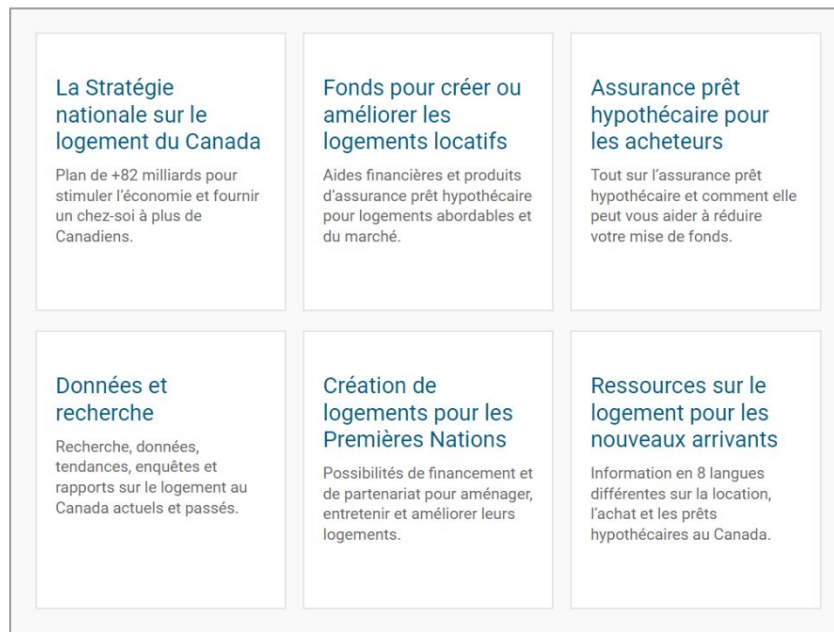 La Stratégie
nationale sur le
logement du Canada
Plan de +82 milliards pour
stimuler l'économie et fournir
un chez-soi à plus de
Canadiens.
Fonds pour créer ou
améliorer les
logements locatifs
Aides financières et produits
d'assurance prêt hypothécaire
pour logements abordables et
du marché.
Assurance prêt
hypothécaire pour
les acheteurs
Tout sur l'assurance prêt
hypothécaire et comment elle
peut vous aider à réduire
votre mise de fonds.
Données et
recherche
Recherche, données,
tendances, enquêtes et
rapports sur le logement au
Canada actuels et passés.
Création de
logements pour les
Premières Nations
Possibilités de financement et
de partenariat pour aménager,
entretenir et améliorer leurs
logements.
Ressources sur le
logement pour les
nouveaux arrivants
Information en 8 langues
différentes sur la location,
l'achat et les prêts
hypothécaires au Canada.